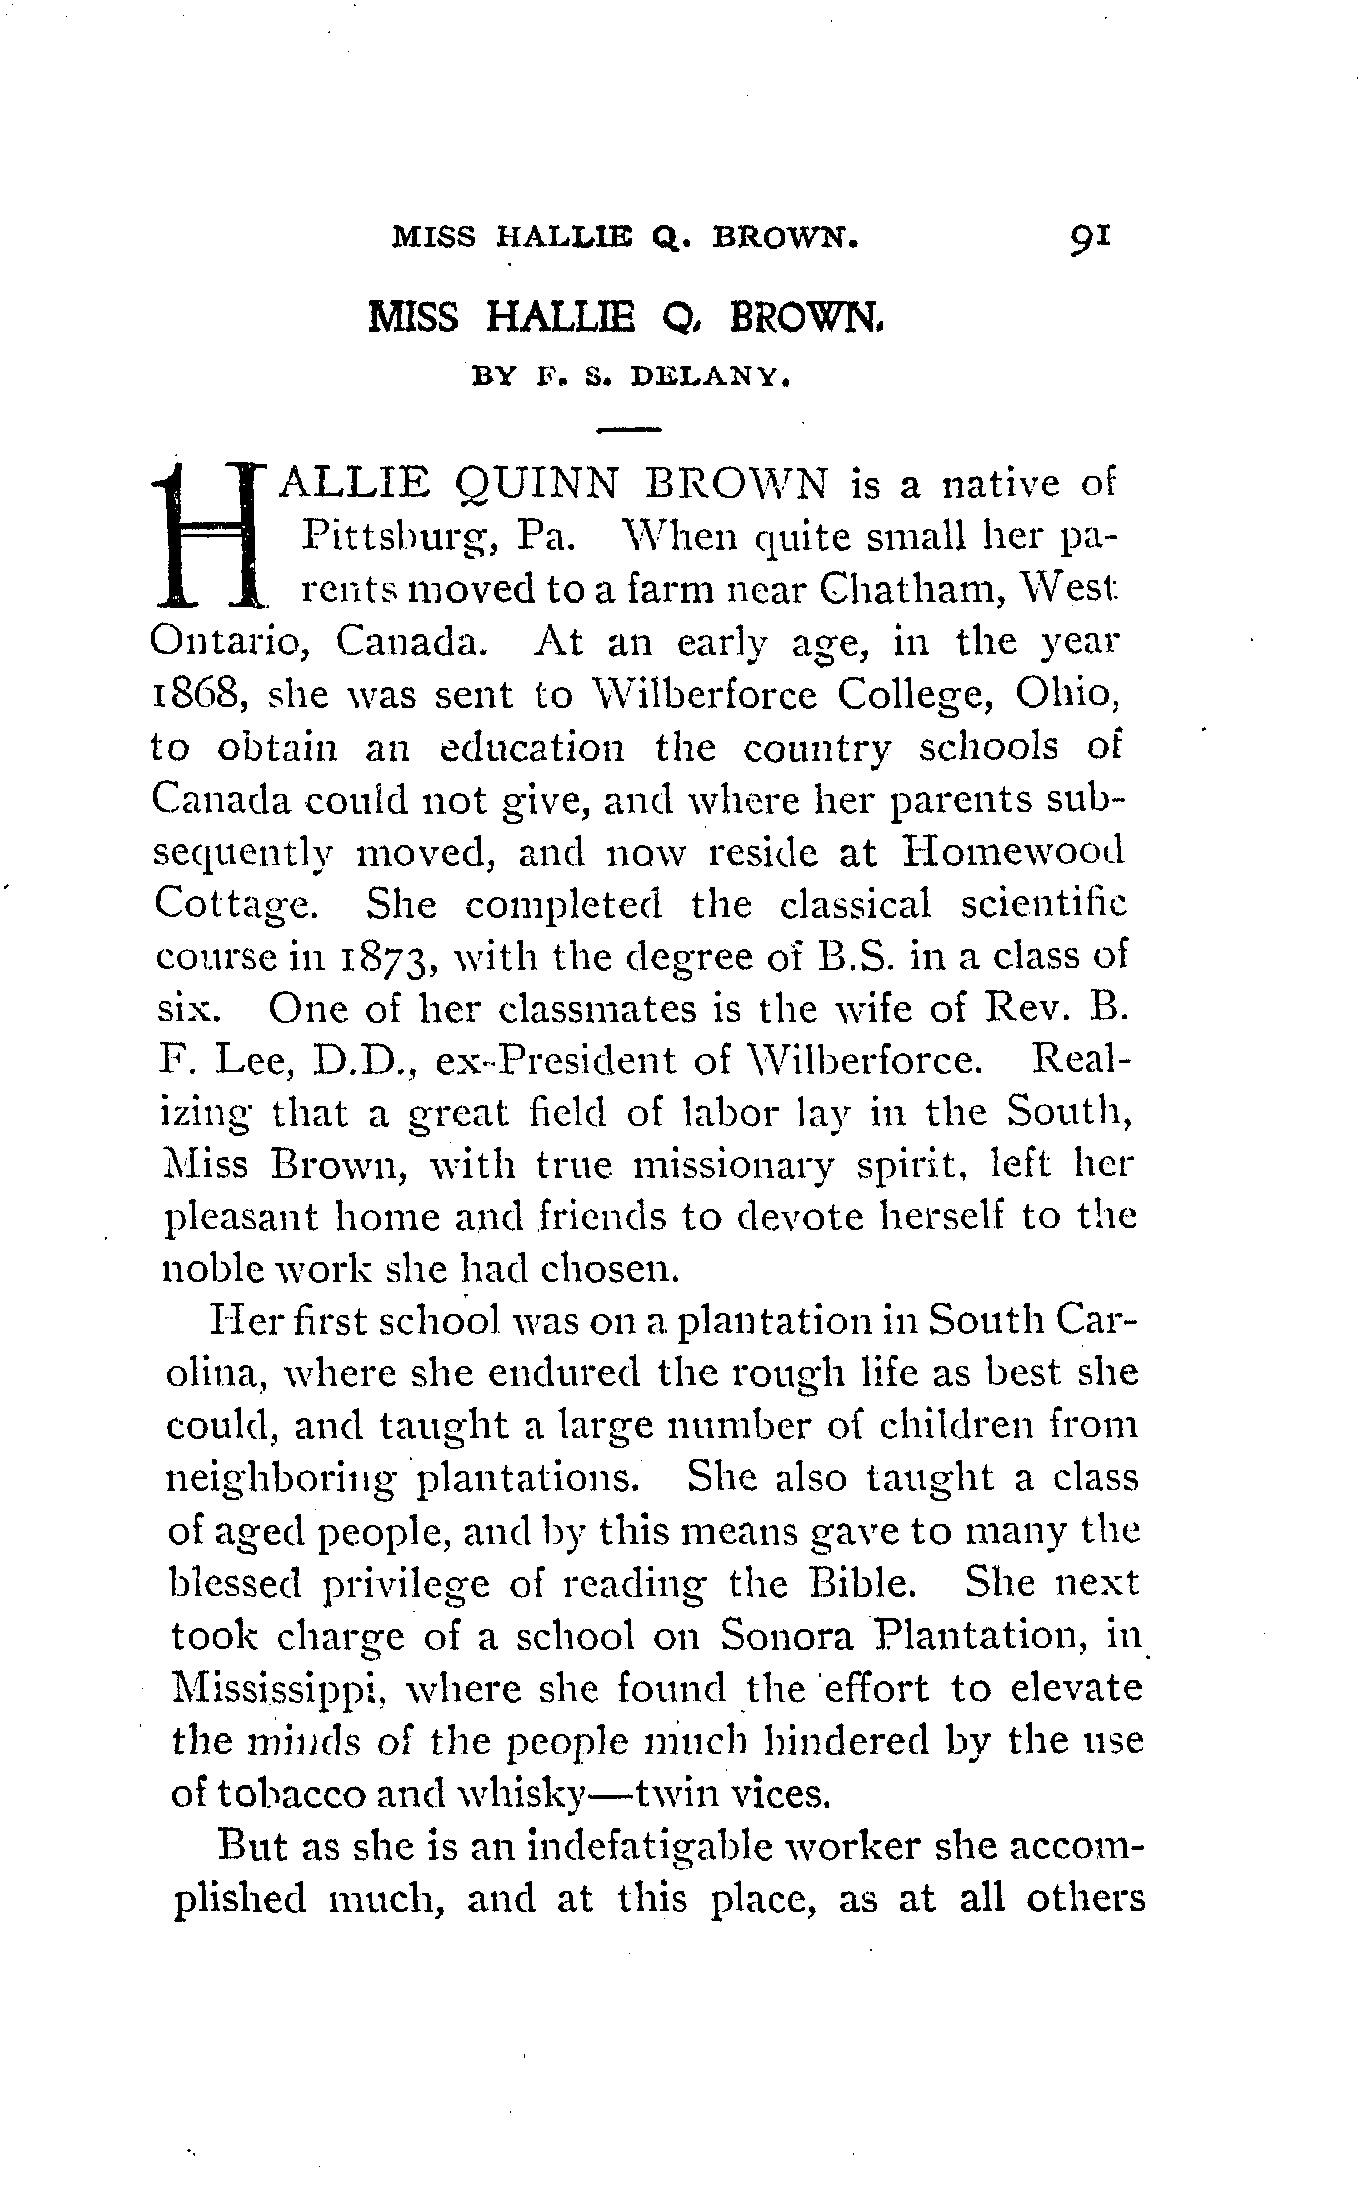 MISS HALLIE Q. BROWN. 91
MISS HALLIE Q. BROWN.
BY F. S. DELANY.
HALLIE QUINN BROWN is a native of
Pittsburg, Pa. When quite small her pa-
rents moved to a farm near Chatham, West
Ontario, Canada. At an early age, in the year
1868, she was sent to Wilberforce College, Ohio,
to obtain an education the country schools of
Canada could not give, and where her parents sub-
sequently moved, and now reside at Homewood
Cottage. She completed the classical scientific
course in 1873, with the degree of B.S. in a class of
six. One of her classmates is the wife of Rev. B.
F. Lee, D.D., ex-President of Wilberforce. Real-
izing that a great field of labor lay in the South,
Miss Brown, with true missionary spirit, left her
pleasant home and friends to devote herself to the
noble work she had chosen.
Her first school was on a plantation in South Car-
olina, where she endured the rough life as best she
could, and taught a large number of children from
neighboring plantations. She also taught a class
of aged people, and by this means gave to many the
blessed privilege of reading the Bible. She next
took charge of a school on Sonora Plantation, in
Mississippi, where she found the effort to elevate
the minds of the people much hindered by the use
of tobacco and whisky—twin vices.
But as she is an indefatigable worker she accom-
plished much, and at this place, as at all others